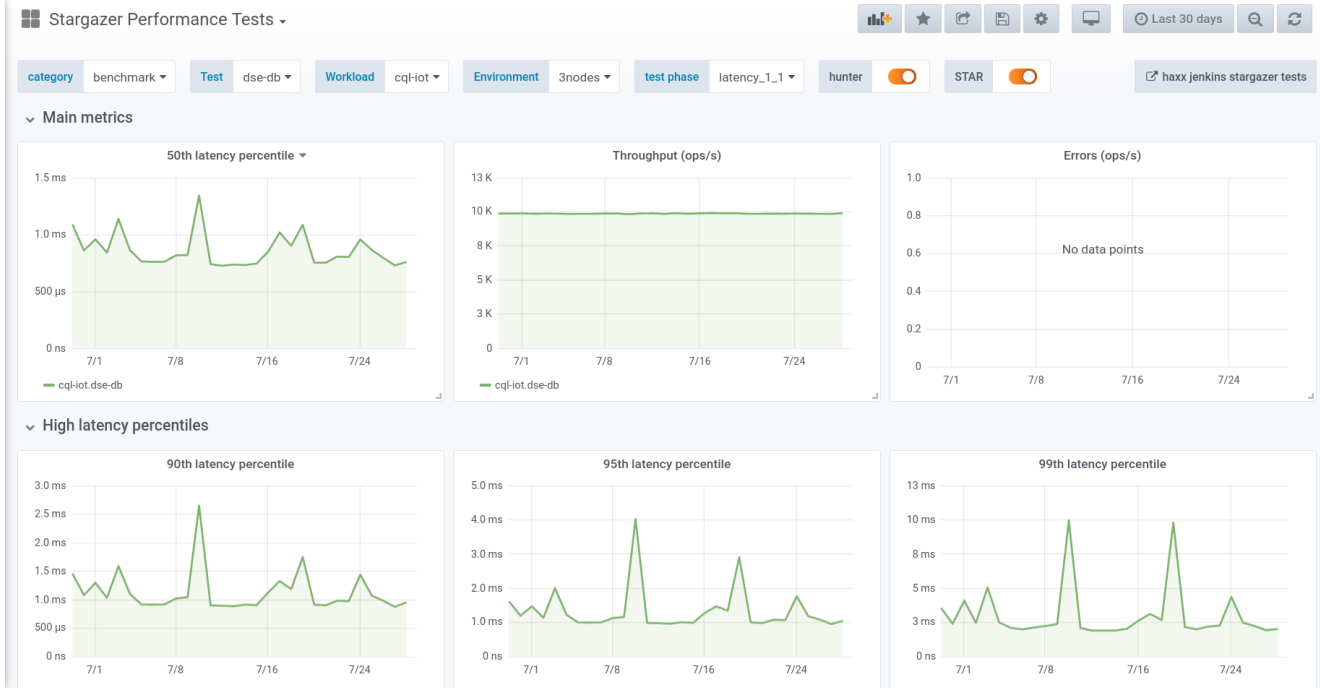 Stargazer Performance Tests
Last 30 days
category benchmark Test dse-db Workload cql-iot Environment 3nodes test phase latency_1_1 hunter STAR haxx jenkins stargazer tests
Main metrics
50th latency percentile
1.5 ms
1.0 ms
500 µs
0 ns
7/1 7/8 7/16 7/24
cql-iot.dse-db
Throughput (ops/s)
13 K
10 K
8 K
5 K
3 K
0
7/1 7/8 7/16 7/24
cql-iot.dse-db
Errors (ops/s)
1.0
0.8
0.6
0.4
0.2
0
No data points
7/1 7/8 7/16 7/24
High latency percentiles
90th latency percentile
3.0 ms
2.5 ms
2.0 ms
1.5 ms
1.0 ms
500 µs
0 ns
7/1 7/8 7/16 7/24
95th latency percentile
5.0 ms
4.0 ms
3.0 ms
2.0 ms
1.0 ms
0 ns
7/1 7/8 7/16 7/24
99th latency percentile
13 ms
10 ms
8 ms
5 ms
3 ms
0 ns
7/1 7/8 7/16 7/24